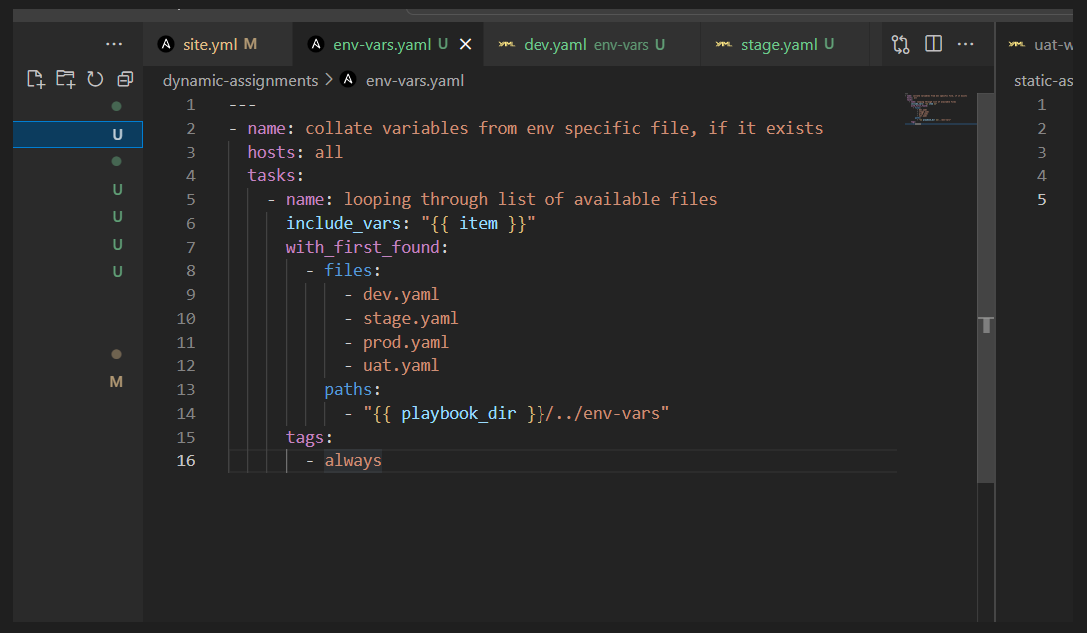 site.yml M
env-vars.yaml U
dev.yaml env-vars U
stage.yaml U
uat-w
dynamic-assignments > env-vars.yaml
static-as
U
U
U
U
U
M
1 ---
2 - name: collate variables from env specific file, if it exists
3 hosts: all
4 tasks:
5 - name: looping through list of available files
6 include_vars: "{{ item }}"
7 with_first_found:
8 - files:
9 - dev.yaml
10 - stage.yaml
11 - prod.yaml
12 - uat.yaml
13 paths:
14 - "{{ playbook_dir }}/../env-vars"
15 tags:
16 - always
1
2
3
4
5